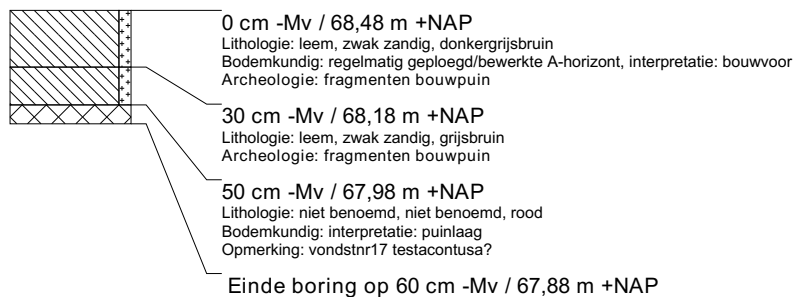 0 cm -Mv / 68,48 m +NAP
Lithologie: leem, zwak zandig, donkergrijsbruin
Bodemkundig: regelmatig geploegd/bewerkte A-horizont, interpretatie: bouwvoor
Archeologie: fragmenten bouwpuin
30 cm -Mv / 68,18 m +NAP
Lithologie: leem, zwak zandig, grijsbruin
Archeologie: fragmenten bouwpuin
50 cm -Mv / 67,98 m +NAP
Lithologie: niet benoemd, niet benoemd, rood
Bodemkundig: interpretatie: puinlaag
Opmerking: vondstnr17 testacontusa?
Einde boring op 60 cm -Mv / 67,88 m +NAP